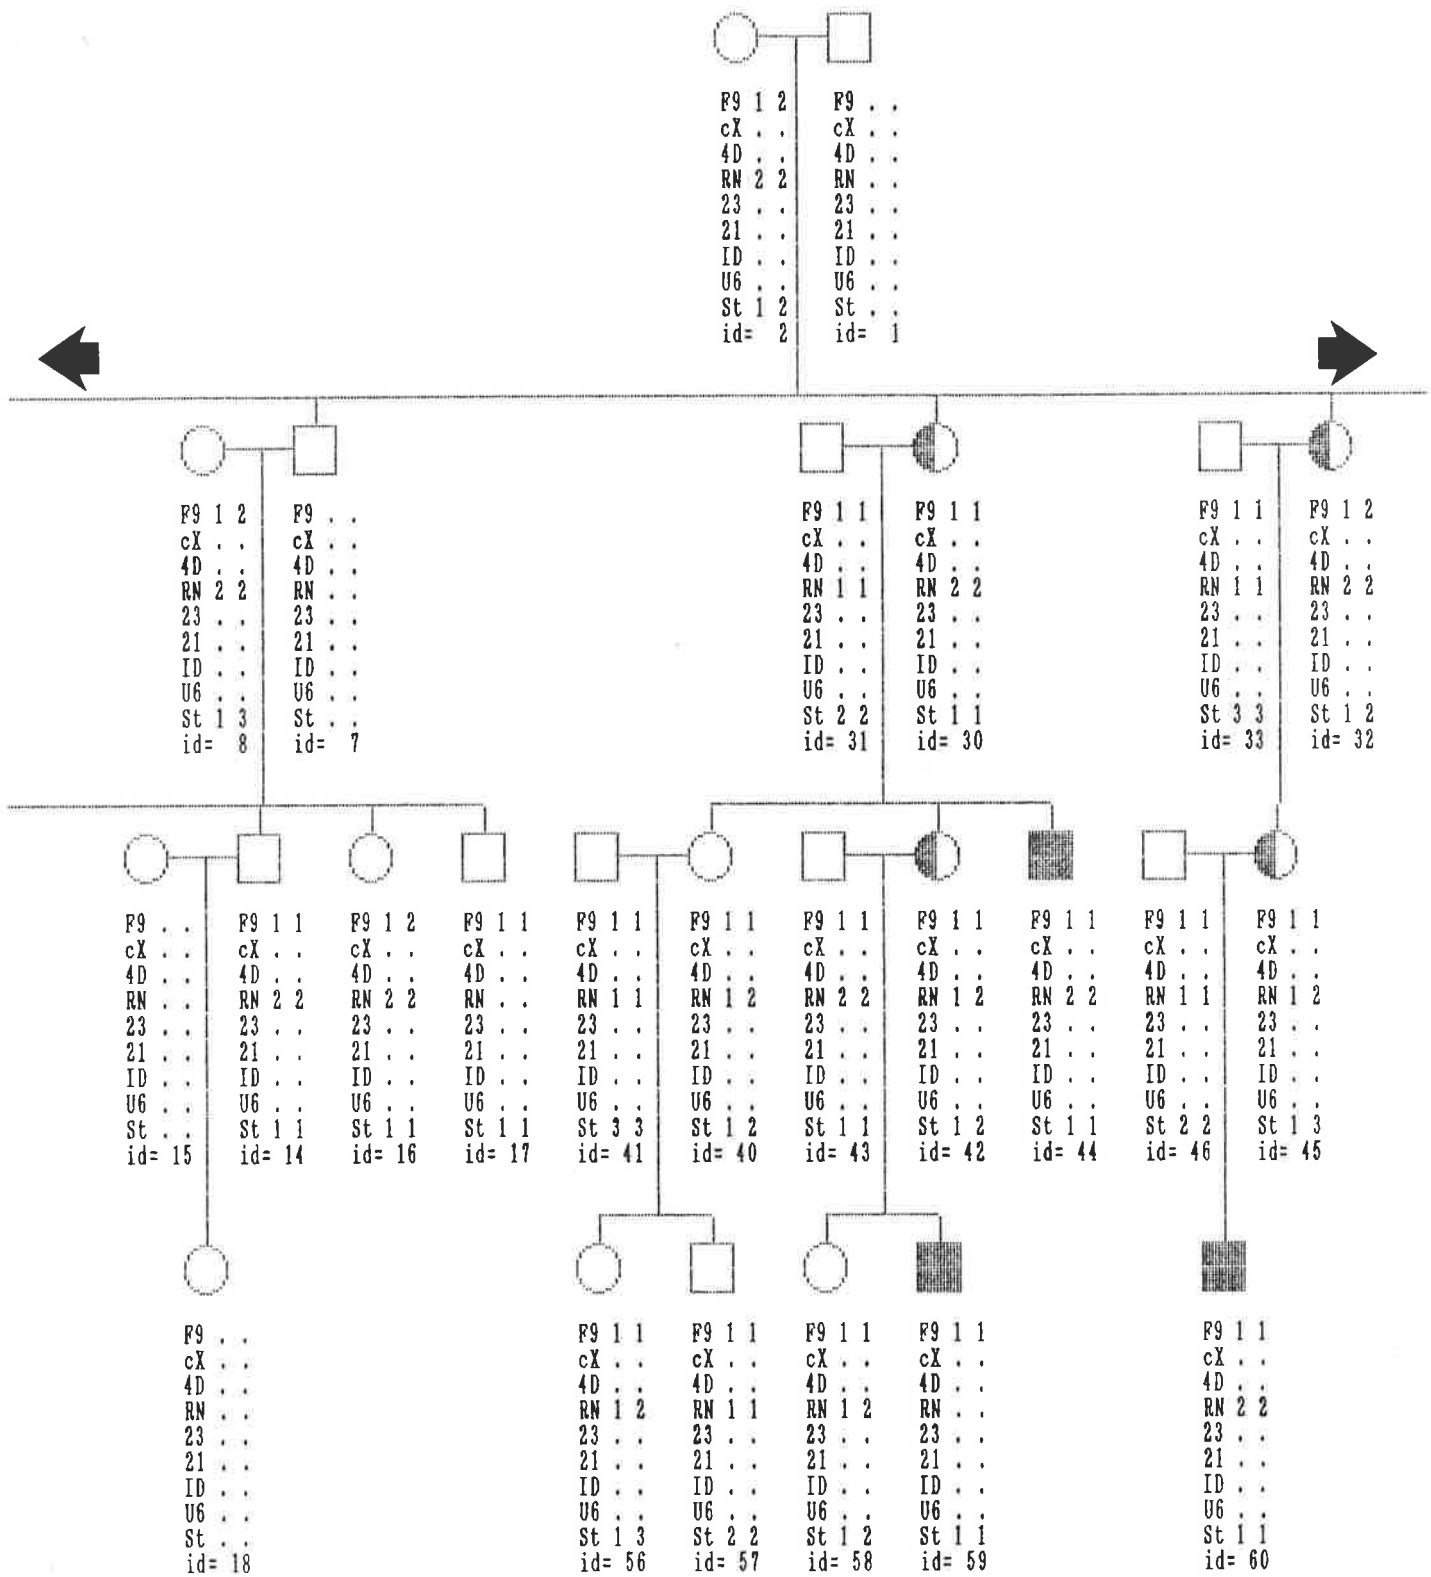 F9 1 2 F9 . .
cX . . cX . .
4D . . 4D . .
RN 2 2 RN . .
23 . . 23 . .
21 . . 21 . .
ID . . ID . .
U6 . . U6 . .
St 1 2 St . .
id= 2 id= 1
F9 1 2 F9 . . F9 1 1 F9 1 1 F9 1 1 F9 1 2
cX . . cX . . cX . . cX . . cX . . cX . .
4D . . 4D . . 4D . . 4D . . 4D . . 4D . .
RN 2 2 RN . . RN 1 1 RN 2 2 RN 1 1 RN 2 2
23 . . 23 . . 23 . . 23 . . 23 . . 23 . .
21 . . 21 . . 21 . . 21 . . 21 . . 21 . .
ID . . ID . . ID . . ID . . ID . . ID . .
U6 . . U6 . . U6 . . U6 . . U6 . . U6 . .
St 1 3 St . . St 2 2 St 1 1 St 3 3 St 1 2
id= 8 id= 7 id= 31 id= 30 id= 33 id= 32
F9 . . F9 1 1 F9 1 2 F9 1 1 F9 1 1 F9 1 1 F9 1 1 F9 1 1 F9 1 1 F9 1 1 F9 1 1
cX . . cX . . cX . . cX . . cX . . cX . . cX . . cX . . cX . . cX . . cX . .
4D . . 4D . . 4D . . 4D . . 4D . . 4D . . 4D . . 4D . . 4D . . 4D . . 4D . .
RN . . RN 2 2 RN 2 2 RN . . RN 1 1 RN 1 2 RN 2 2 RN 1 2 RN 2 2 RN 1 1 RN 1 2
23 . . 23 . . 23 . . 23 . . 23 . . 23 . . 23 . . 23 . . 23 . . 23 . . 23 . .
21 . . 21 . . 21 . . 21 . . 21 . . 21 . . 21 . . 21 . . 21 . . 21 . . 21 . .
ID . . ID . . ID . . ID . . ID . . ID . . ID . . ID . . ID . . ID . . ID . .
U6 . . U6 . . U6 . . U6 . . U6 . . U6 . . U6 . . U6 . . U6 . . U6 . . U6 . .
St . . St 1 1 St 1 1 St 1 1 St 3 3 St 1 2 St 1 1 St 1 2 St 1 1 St 2 2 St 1 3
id= 15 id= 14 id= 16 id= 17 id= 41 id= 40 id= 43 id= 42 id= 44 id= 46 id= 45
F9 . . F9 1 1 F9 1 1 F9 1 1 F9 1 1 F9 1 1
cX . . cX . . cX . . cX . . cX . . cX . .
4D . . 4D . . 4D . . 4D . . 4D . . 4D . .
RN . . RN 1 2 RN 1 1 RN 1 2 RN . . RN 2 2
23 . . 23 . . 23 . . 23 . . 23 . . 23 . .
21 . . 21 . . 21 . . 21 . . 21 . . 21 . .
ID . . ID . . ID . . ID . . ID . . ID . .
U6 . . U6 . . U6 . . U6 . . U6 . . U6 . .
St . . St 1 3 St 2 2 St 1 2 St 1 1 St 1 1
id= 18 id= 56 id= 57 id= 58 id= 59 id= 60